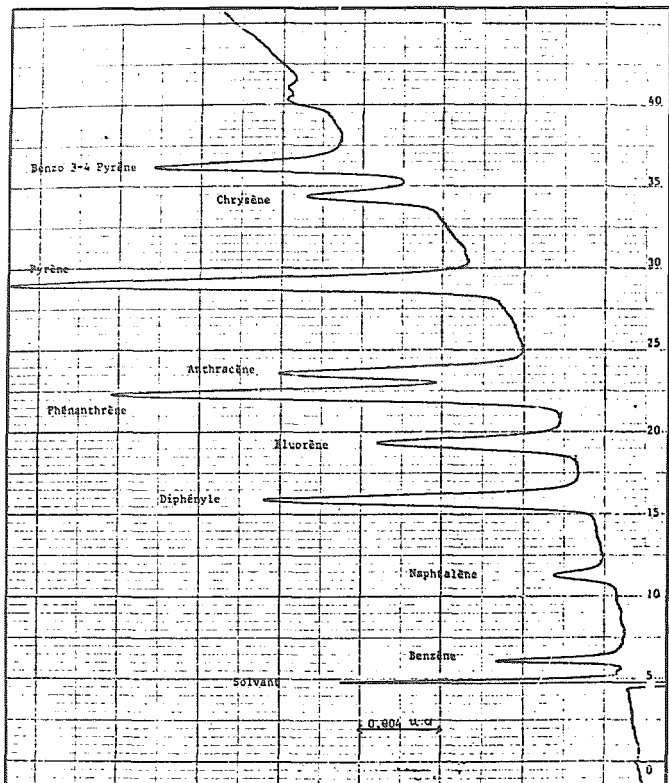 40
Benzo 3-4 Pyrène
35
Chrysène
30
Pyrène
25
Anthracène
Phénanthrène
20
Fluorène
Diphényle
15
Naphtalène
10
Benzène
5
Solvant
0.004 u.a
0